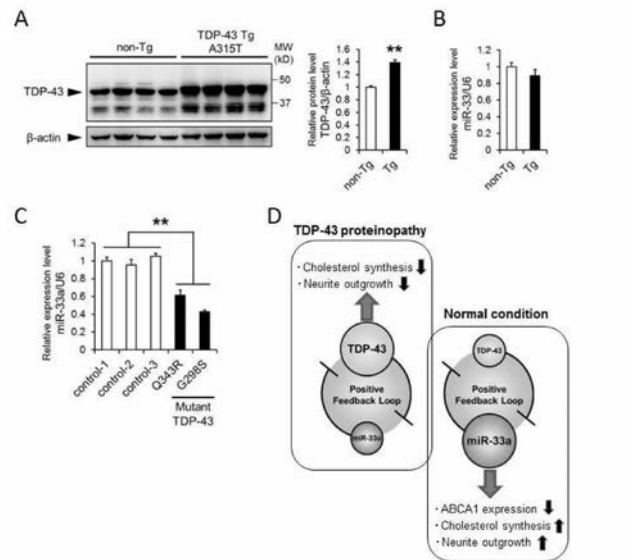 A
non-Tg
TDP-43 Tg
A315T
MW
(kD)
TDP-43
50
37
β-actin
Relative protein level
TDP-43/β-actin
1.6
1.4
1.2
1
0.8
0.6
0.4
0.2
0
**
non-Tg
Tg
B
Relative expression level
miR-33/U6
1.2
1
0.8
0.6
0.4
0.2
0
non-Tg
Tg
C
**
Relative expression level
miR-33a/U6
1.2
1
0.8
0.6
0.4
0.2
0
control-1
control-2
control-3
Q343R
G298S
Mutant
TDP-43
D
TDP-43 proteinopathy
· Cholesterol synthesis
· Neurite outgrowth
TDP-43
Positive
Feedback Loop
miR-33a
Normal condition
TDP-43
Positive
Feedback Loop
miR-33a
· ABCA1 expression
· Cholesterol synthesis
· Neurite outgrowth